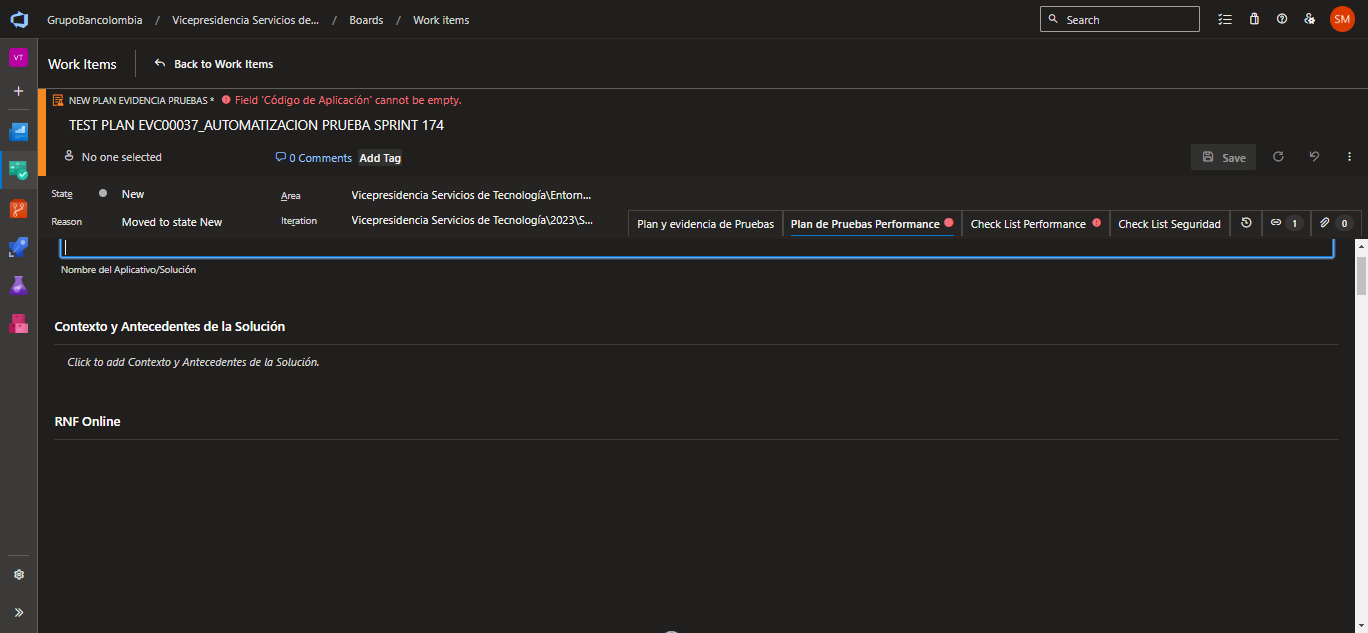 GrupoBancolombia / Vicepresidencia Servicios de... / Boards / Work items
Search
SM
VT
Work Items
Back to Work Items
NEW PLAN EVIDENCIA PRUEBAS * Field 'Código de Aplicación' cannot be empty.
TEST PLAN EVC00037_AUTOMATIZACION PRUEBA SPRINT 174
No one selected
0 Comments
Add Tag
Save
State
New
Area
Vicepresidencia Servicios de Tecnología\Entorn...
Reason
Moved to state New
Iteration
Vicepresidencia Servicios de Tecnología\2023\S...
Plan y evidencia de Pruebas
Plan de Pruebas Performance
Check List Performance
Check List Seguridad
1
0
Nombre del Aplicativo/Solución
Contexto y Antecedentes de la Solución
Click to add Contexto y Antecedentes de la Solución.
RNF Online